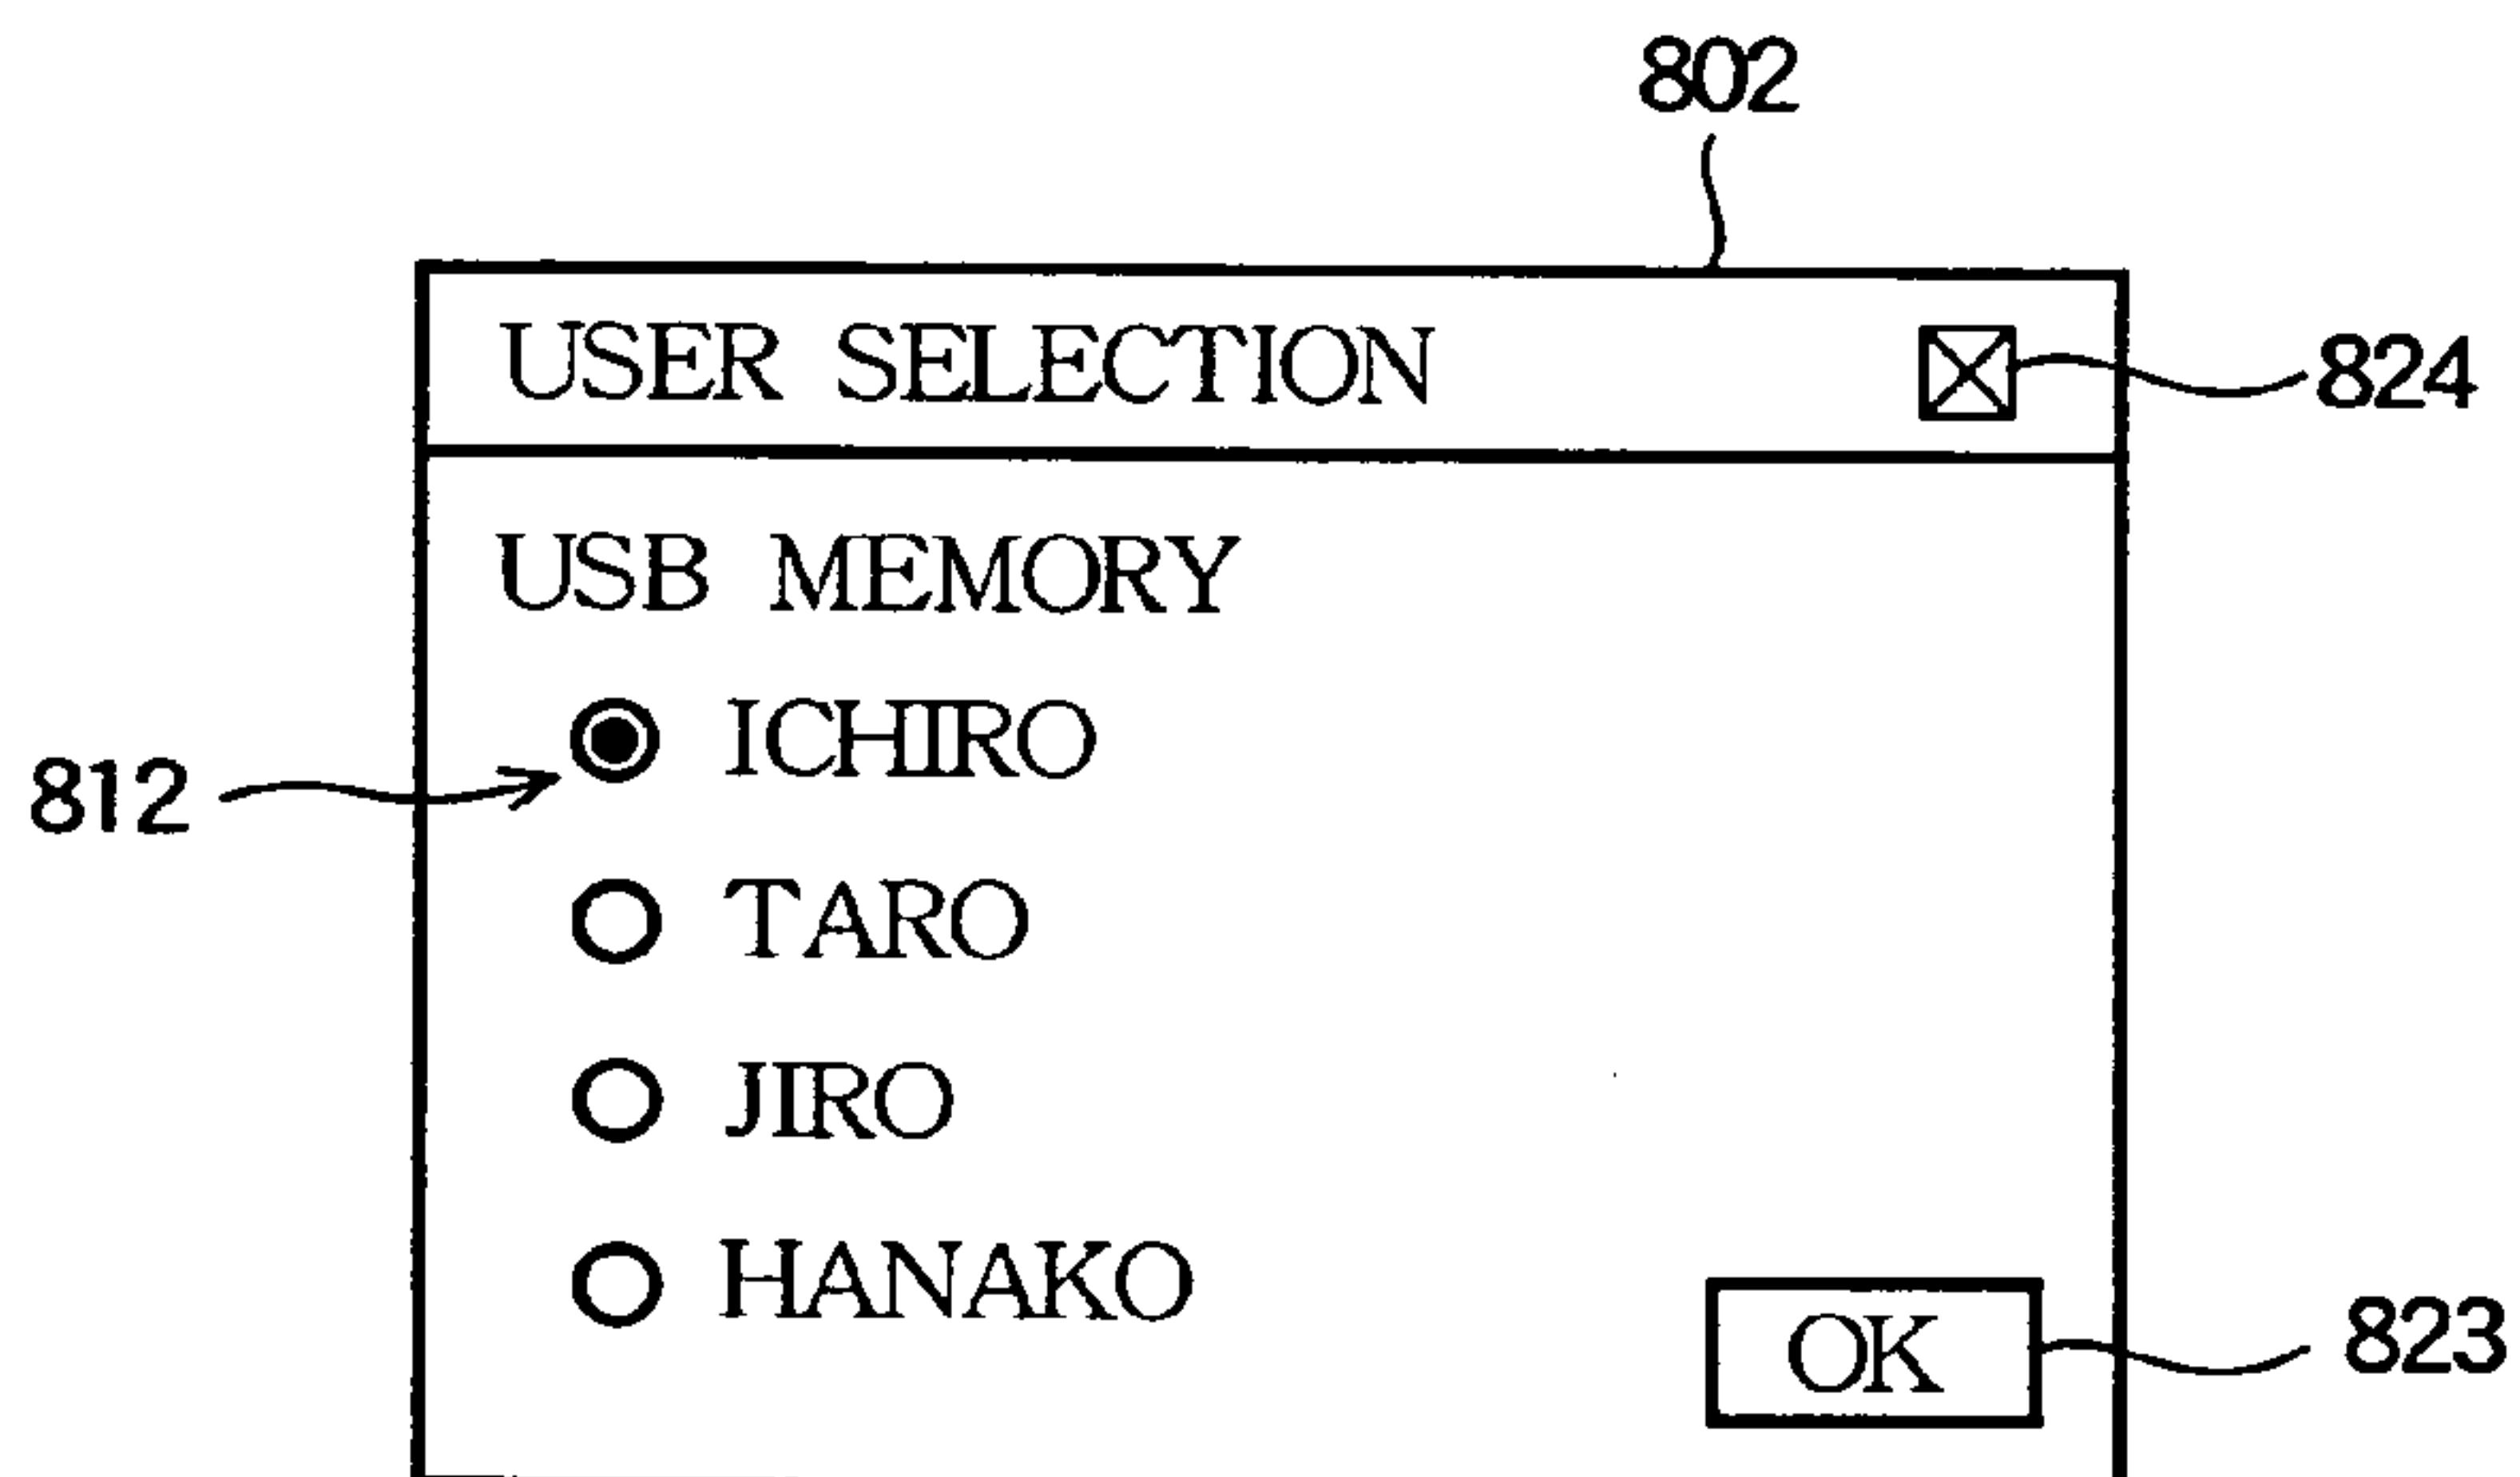 802
USER SELECTION
824
USB MEMORY
ICHIRO
812
TARO
JIRO
HANAKO
OK
823